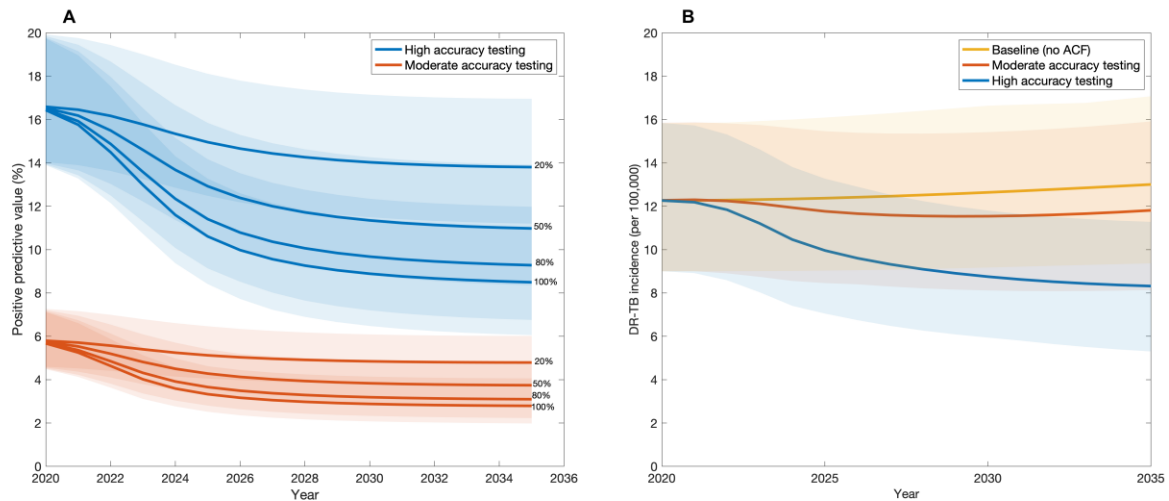 A
20
18
16
14
12
10
8
6
4
2
0
Positive predictive value (%)
High accuracy testing
Moderate accuracy testing
20%
50%
80%
100%
20%
50%
80%
100%
2020 2022 2024 2026 2028 2030 2032 2034 2036
Year
B
20
18
16
14
12
10
8
6
4
2
0
DR-TB incidence (per 100,000)
Baseline (no ACF)
Moderate accuracy testing
High accuracy testing
2020 2025 2030 2035
Year